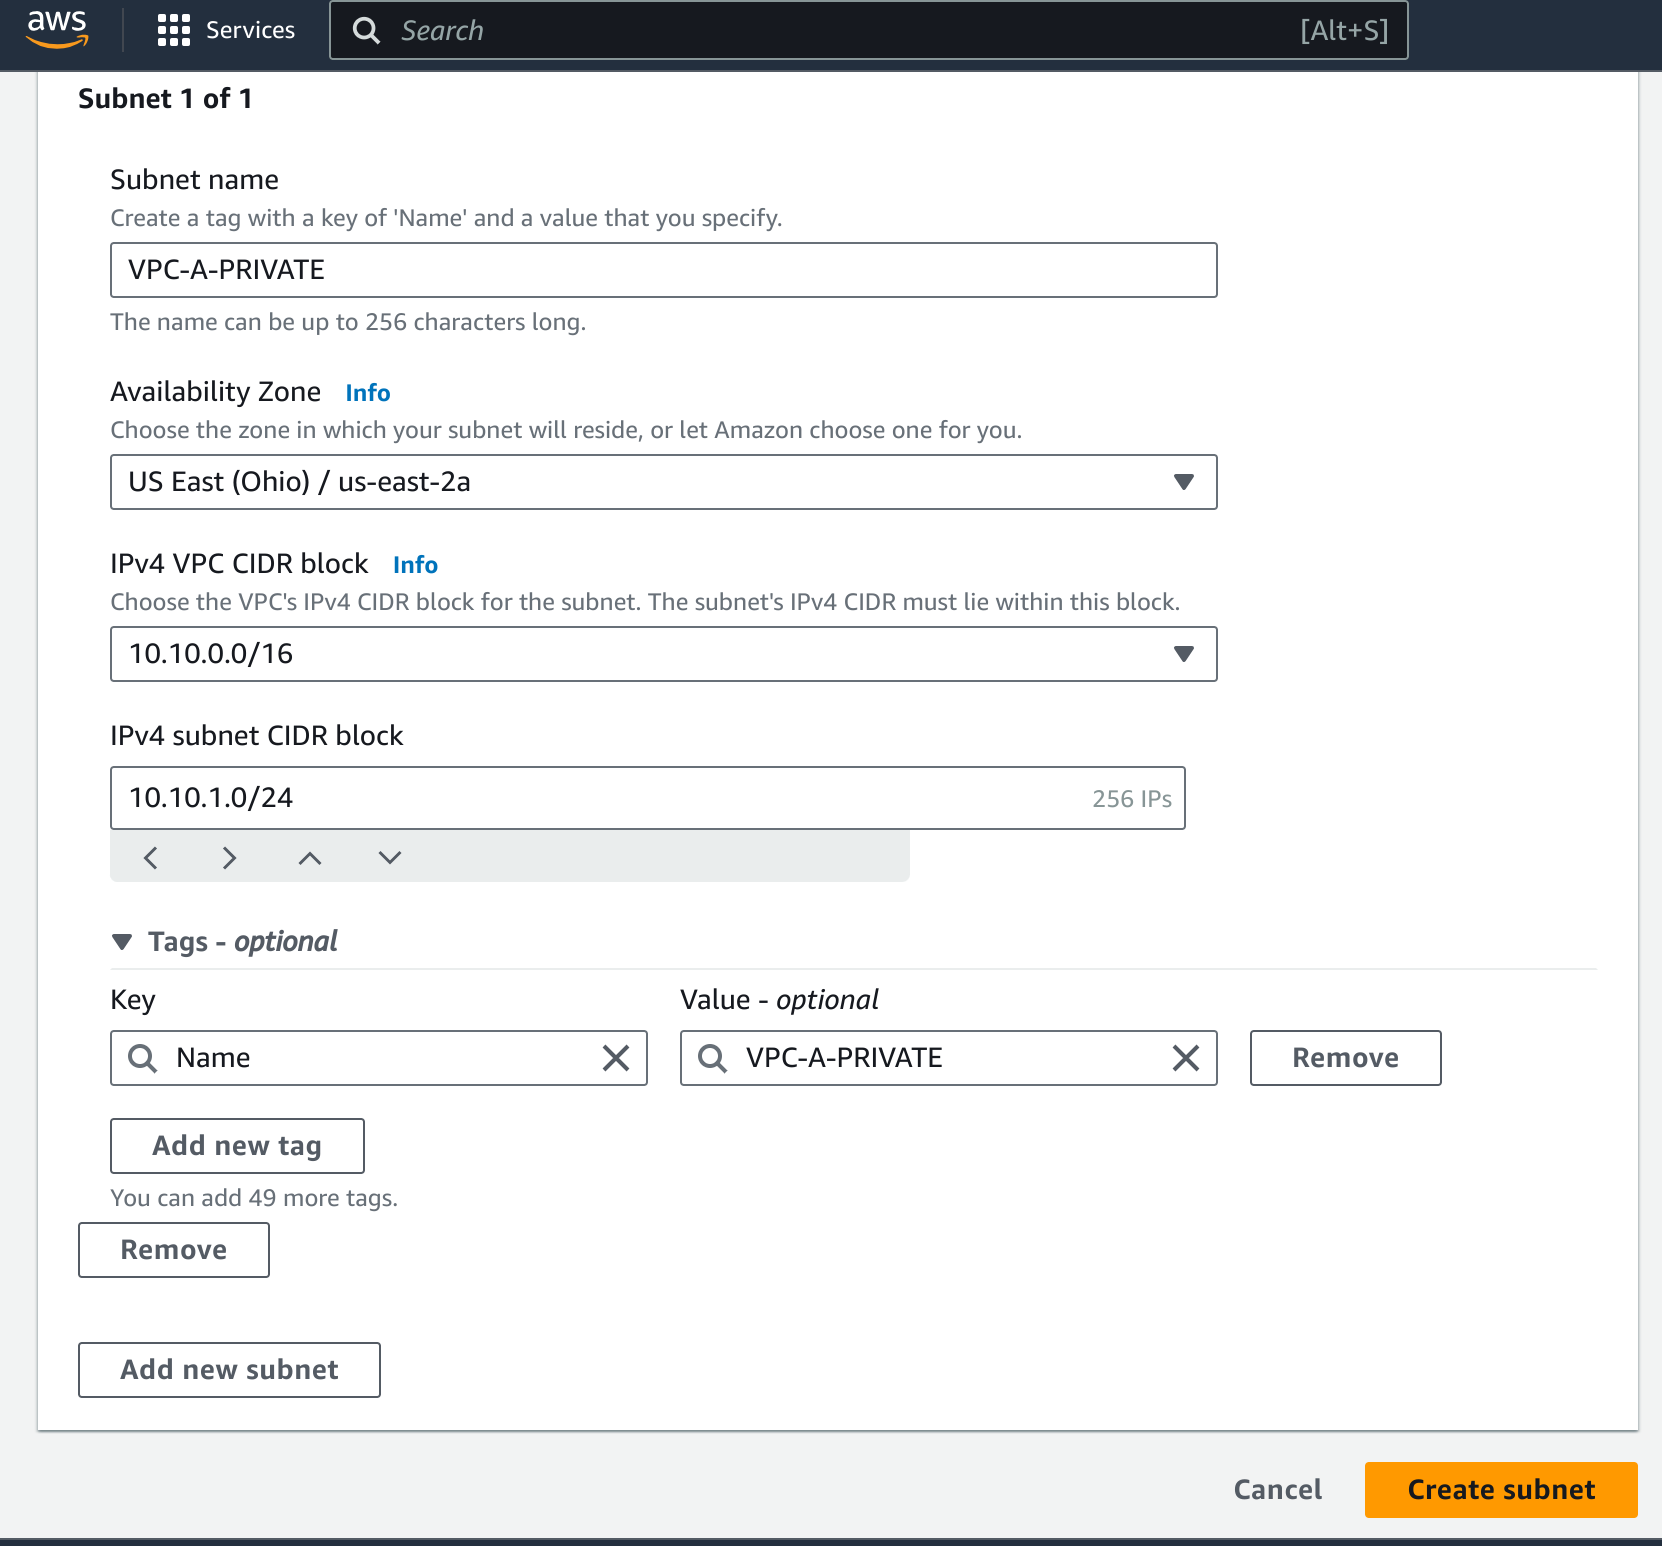 aws
Services
Search
[Alt+S]
Subnet 1 of 1
Subnet name
Create a tag with a key of 'Name' and a value that you specify.
VPC-A-PRIVATE
The name can be up to 256 characters long.
Availability Zone Info
Choose the zone in which your subnet will reside, or let Amazon choose one for you.
US East (Ohio) / us-east-2a
IPv4 VPC CIDR block Info
Choose the VPC's IPv4 CIDR block for the subnet. The subnet's IPv4 CIDR must lie within this block.
10.10.0.0/16
IPv4 subnet CIDR block
10.10.1.0/24
256 IPs
Tags - optional
Key
Value - optional
Name
VPC-A-PRIVATE
Remove
Add new tag
You can add 49 more tags.
Remove
Add new subnet
Cancel
Create subnet